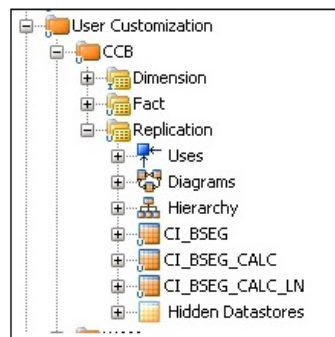 User Customization
CCB
Dimension
Fact
Replication
Uses
Diagrams
Hierarchy
CI_BSEG
CI_BSEG_CALC
CI_BSEG_CALC_LN
Hidden Datastores